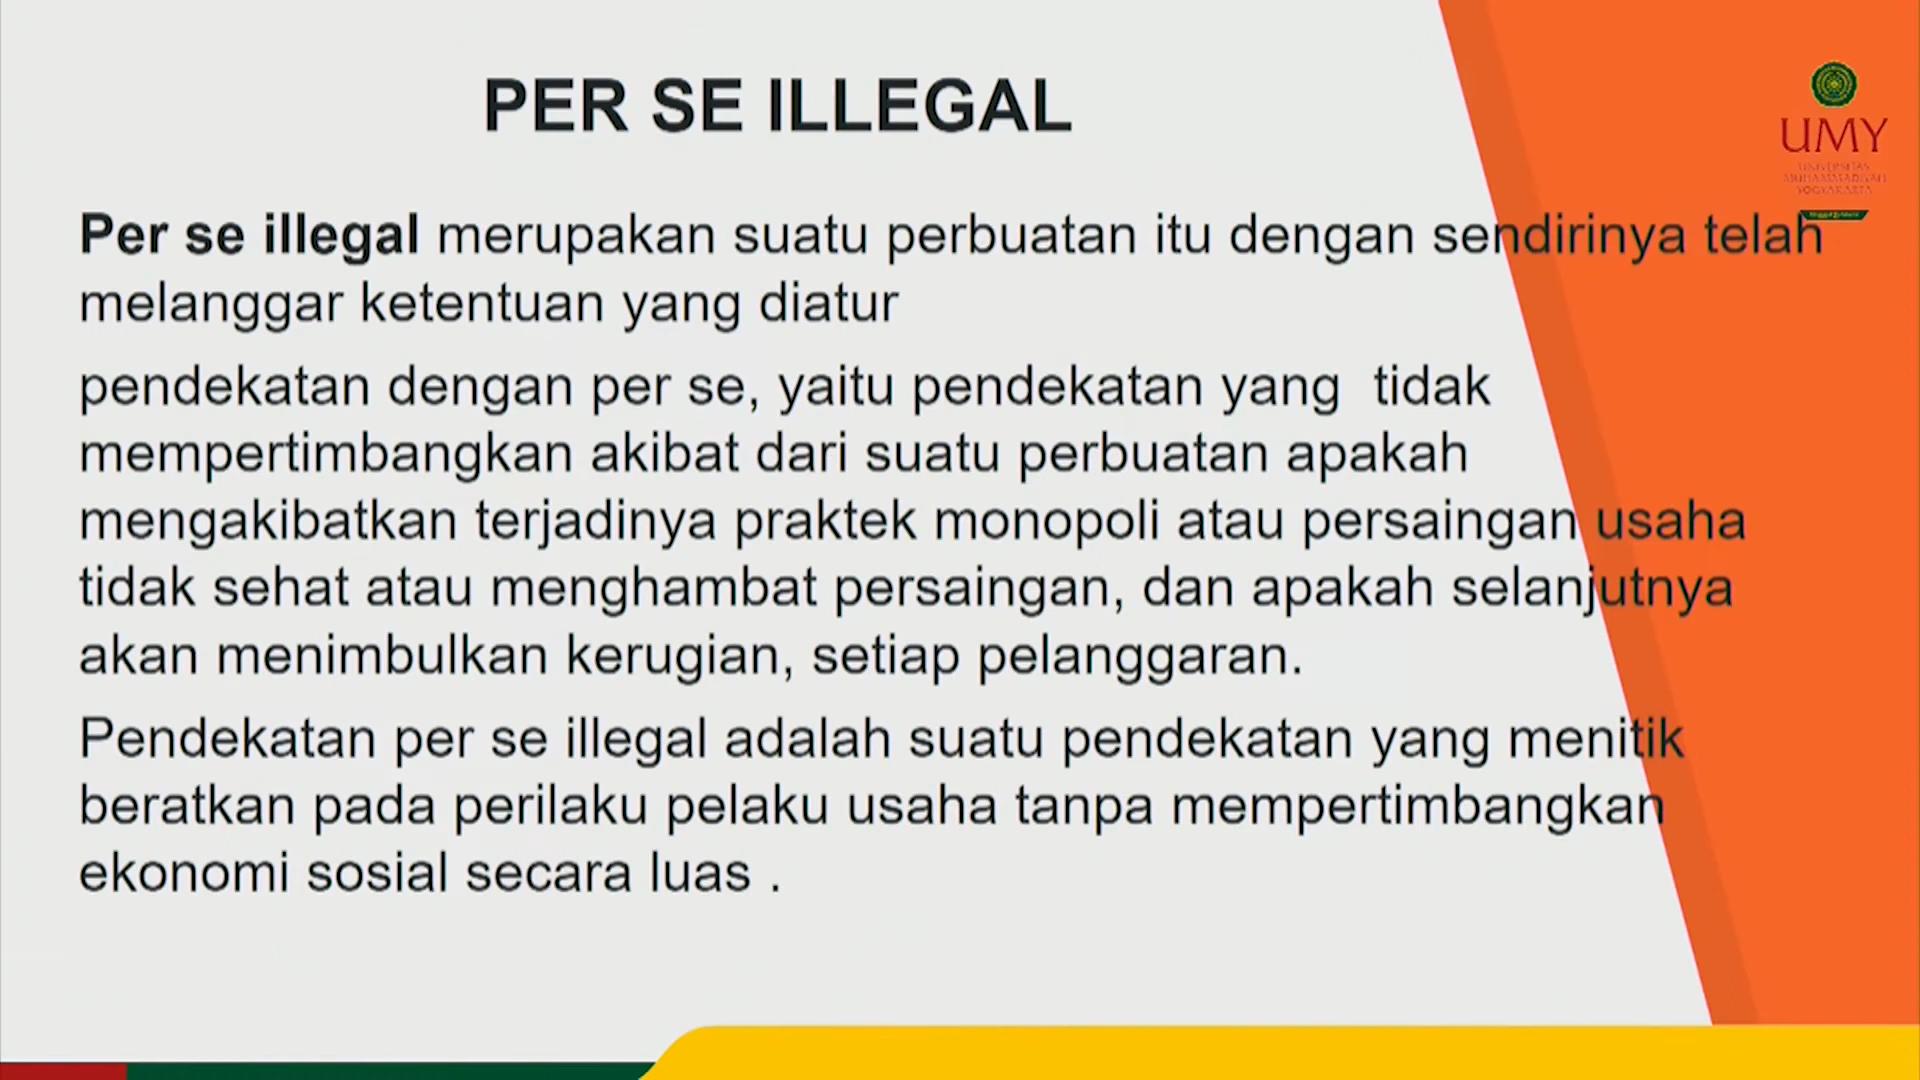 PER SE ILLEGAL
UMY
UNIVERSITAS
MUHAMMADIYAH
YOGYAKARTA
Per se illegal merupakan suatu perbuatan itu dengan sendirinya telah
melanggar ketentuan yang diatur
pendekatan dengan per se, yaitu pendekatan yang  tidak
mempertimbangkan akibat dari suatu perbuatan apakah
mengakibatkan terjadinya praktek monopoli atau persaingan usaha
tidak sehat atau menghambat persaingan, dan apakah selanjutnya
akan menimbulkan kerugian, setiap pelanggaran.
Pendekatan per se illegal adalah suatu pendekatan yang menitik
beratkan pada perilaku pelaku usaha tanpa mempertimbangkan
ekonomi sosial secara luas .